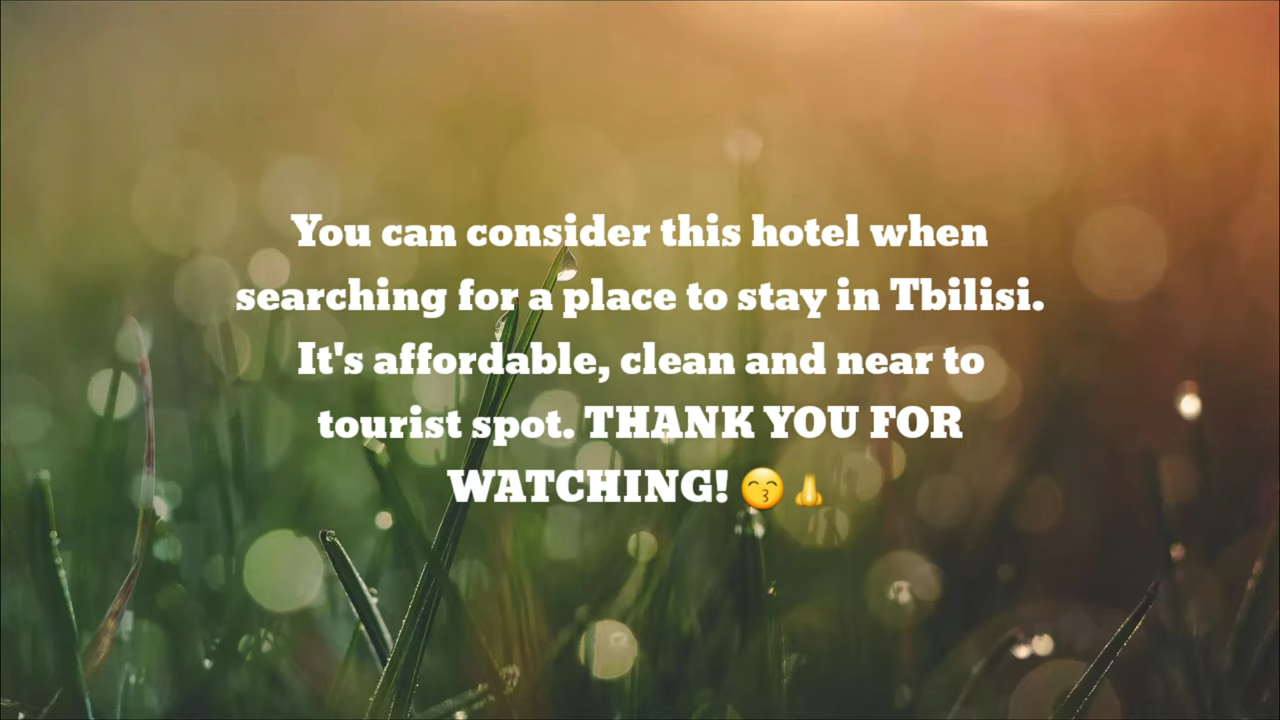 You can consider this hotel when
searching for a place to stay in Tbilisi.
It's affordable, clean and near to
tourist spot. THANK YOU FOR
WATCHING! 😙👃